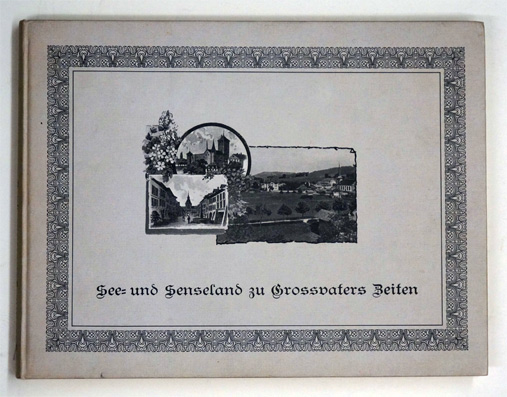 See= und Senseland zu Grossvaters Zeiten